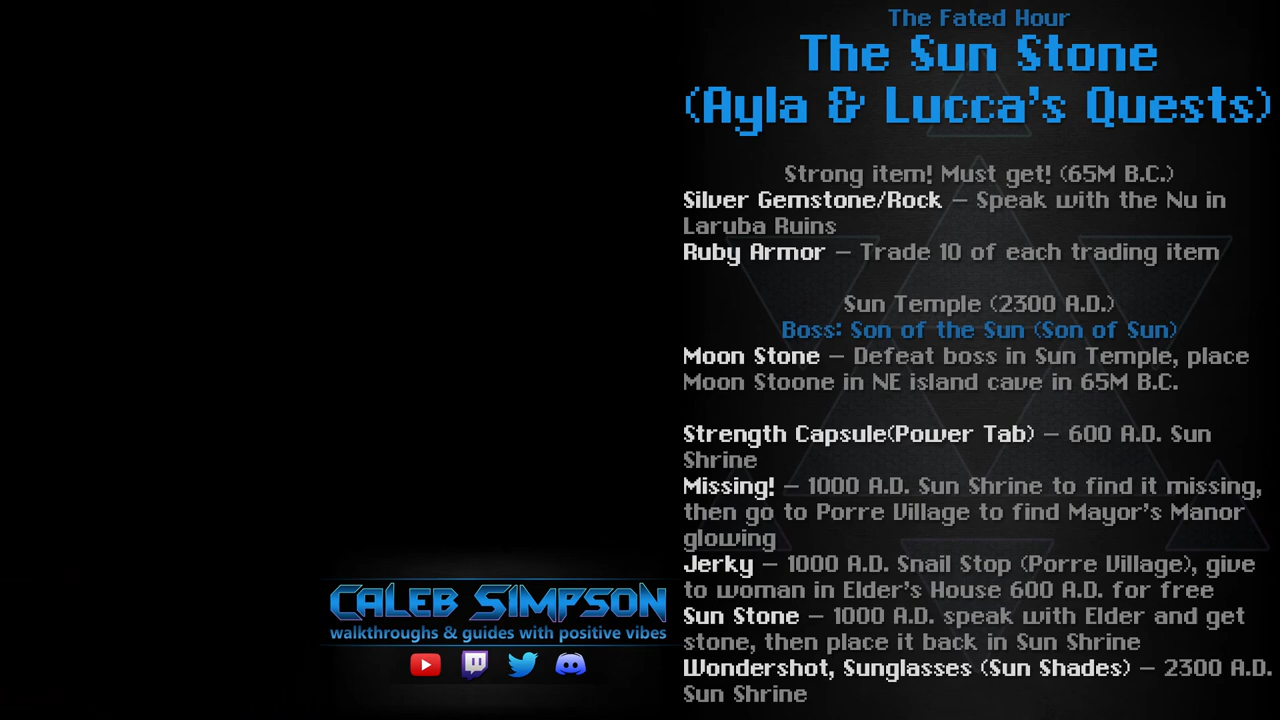 The Fated Hour
The Sun Stone
(Ayla & Lucca's Quests)
Strong item! Must get! (65M B.C.)
Silver Gemstone/Rock – Speak with the Nu in
Laruba Ruins
Ruby Armor – Trade 10 of each trading item
Sun Temple (2300 A.D.)
Boss: Son of the Sun (Son of Sun)
Moon Stone – Defeat boss in Sun Temple, place
Moon Stoone in NE island cave in 65M B.C.
Strength Capsule(Power Tab) – 600 A.D. Sun
Shrine
Missing! – 1000 A.D. Sun Shrine to find it missing,
then go to Porre Village to find Mayor's Manor
glowing
Jerky – 1000 A.D. Snail Stop (Porre Village), give
to woman in Elder's House 600 A.D. for free
Sun Stone – 1000 A.D. speak with Elder and get
stone, then place it back in Sun Shrine
Wondershot, Sunglasses (Sun Shades) – 2300 A.D.
Sun Shrine
CALEB SIMPSON
walkthroughs & guides with positive vibes